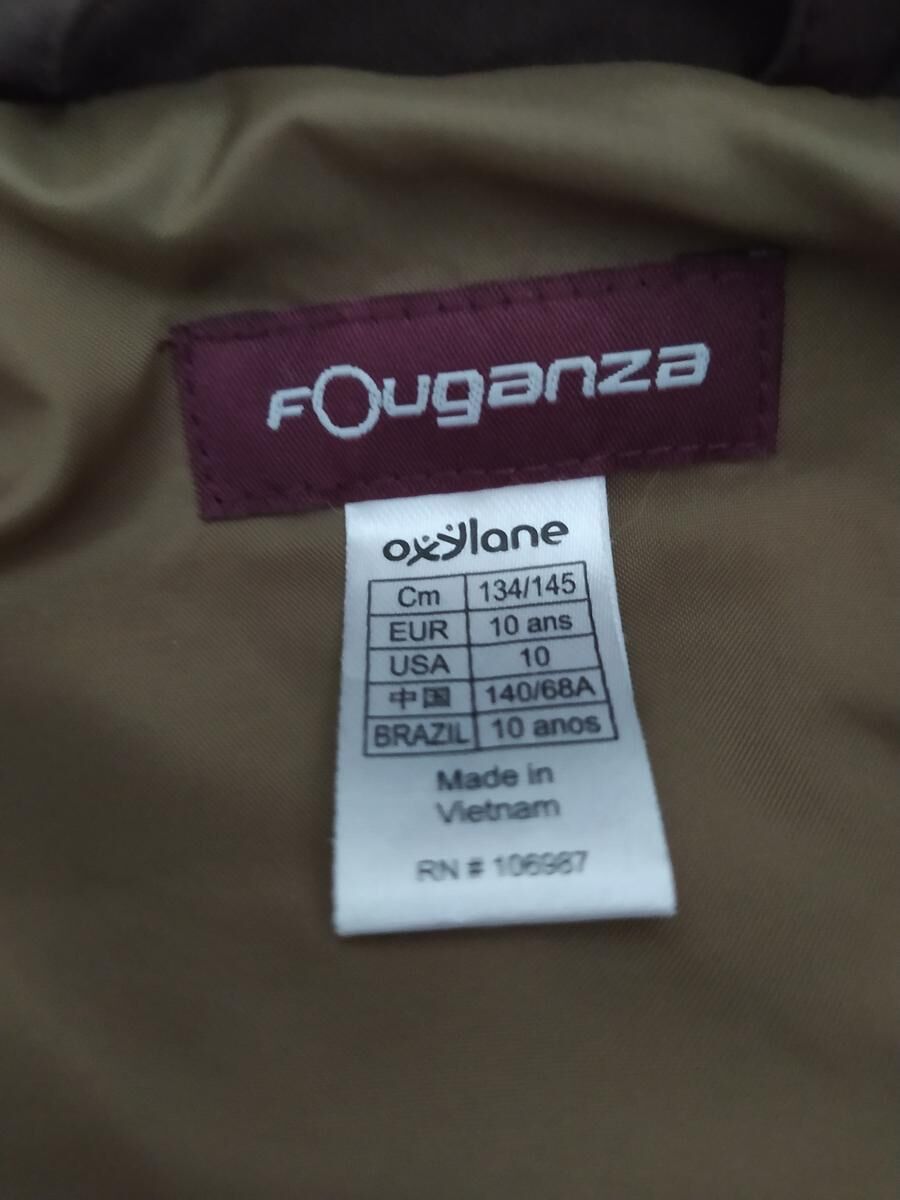 FOuganza
oxylane
Cm 134/145
EUR 10 ans
USA 10
中国 140/68A
BRAZIL 10 anos
Made in
Vietnam
RN # 106987